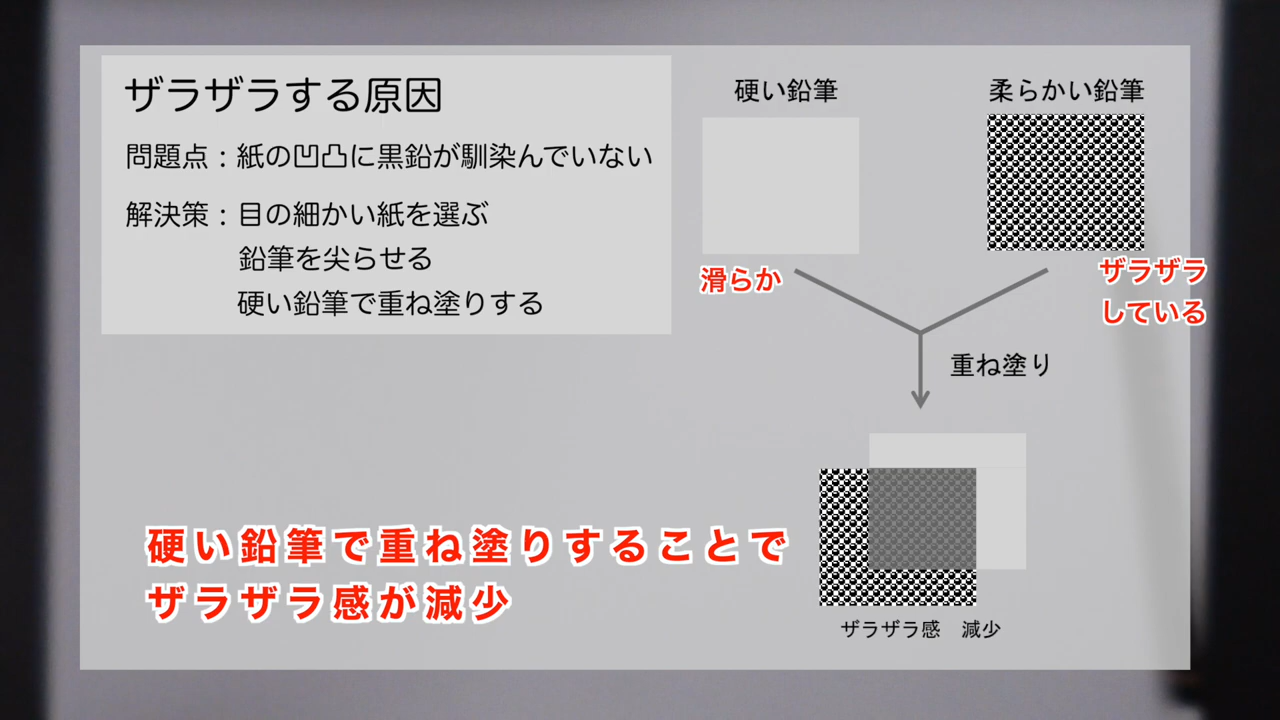 ザラザラする原因
問題点：紙の凹凸に黒鉛が馴染んでいない
解決策：目の細かい紙を選ぶ
鉛筆を尖らせる
硬い鉛筆で重ね塗りする
硬い鉛筆
柔らかい鉛筆
滑らか
ザラザラ
している
重ね塗り
硬い鉛筆で重ね塗りすることで
ザラザラ感が減少
ザラザラ感　減少